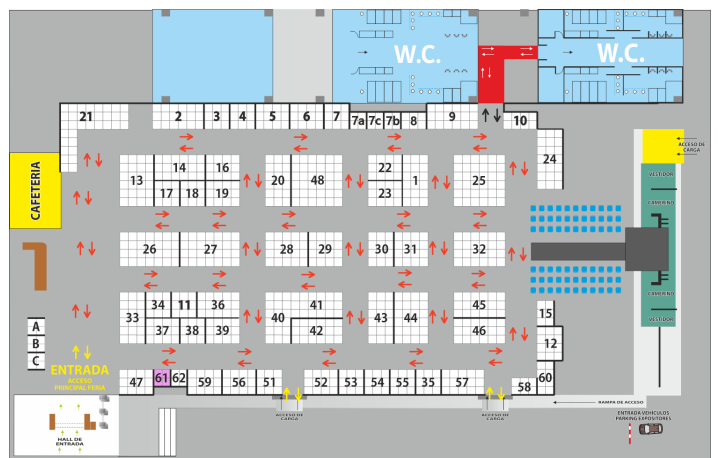 W.C.
W.C.
21
2
3
4
5
6
7
7a
7c
7b
8
9
10
ACCESO DE
CARGA
CAFETERIA
13
14
16
17
18
19
20
48
22
23
1
25
24
VESTIDOR
CAMERINO
26
27
28
29
30
31
32
CAMERINO
VESTIDOR
33
34
11
36
37
38
39
40
41
42
43
44
45
46
15
12
A
B
C
ENTRADA
ACCESO
PRINCIPAL FERIA
47
61
62
59
56
51
52
53
54
55
35
57
58
60
ACCESO DE
CARGA
ACCESO DE
CARGA
RAMPA DE ACCESO
HALL DE
ENTRADA
ENTRADA VEHÍCULOS
PARKING EXPOSITORES